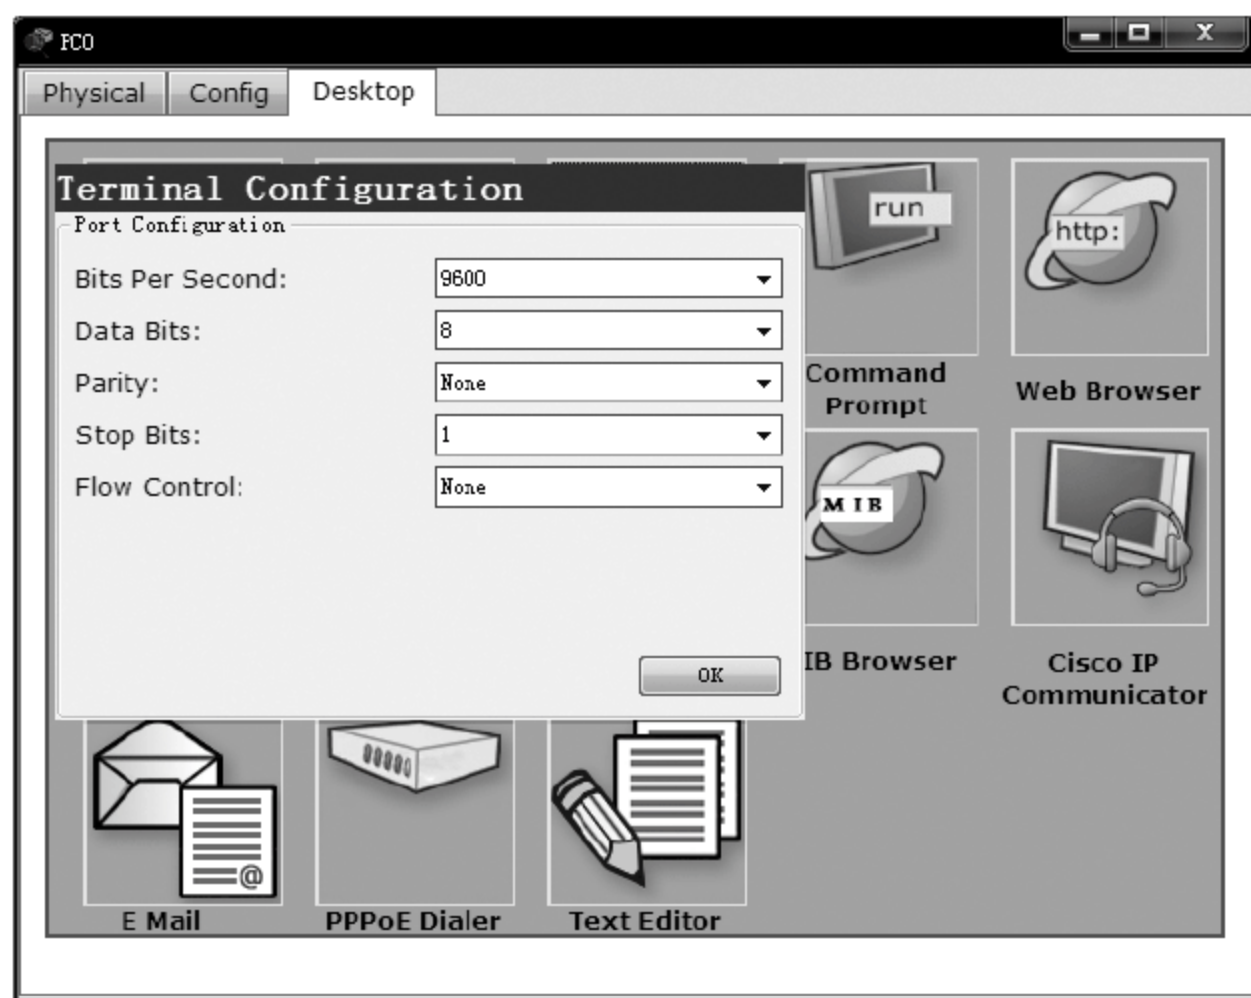 PC0
Physical
Config
Desktop
Terminal Configuration
Port Configuration
Bits Per Second:
9600
Data Bits:
8
Parity:
None
Stop Bits:
1
Flow Control:
None
OK
run
http:
Command
Prompt
Web Browser
MIB
IB Browser
Cisco IP
Communicator
@
E Mail
PPPoE Dialer
Text Editor